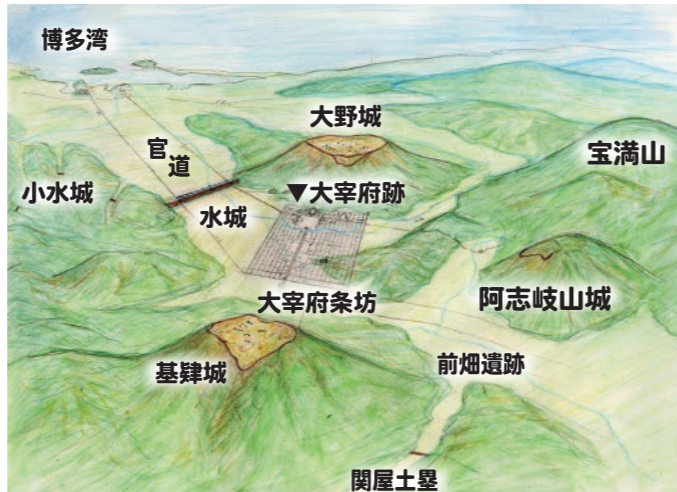 博多湾
大野城
官道
宝満山
小水城
▼大宰府跡
水城
大宰府条坊
阿志岐山城
前畑遺跡
基肄城
関屋土塁